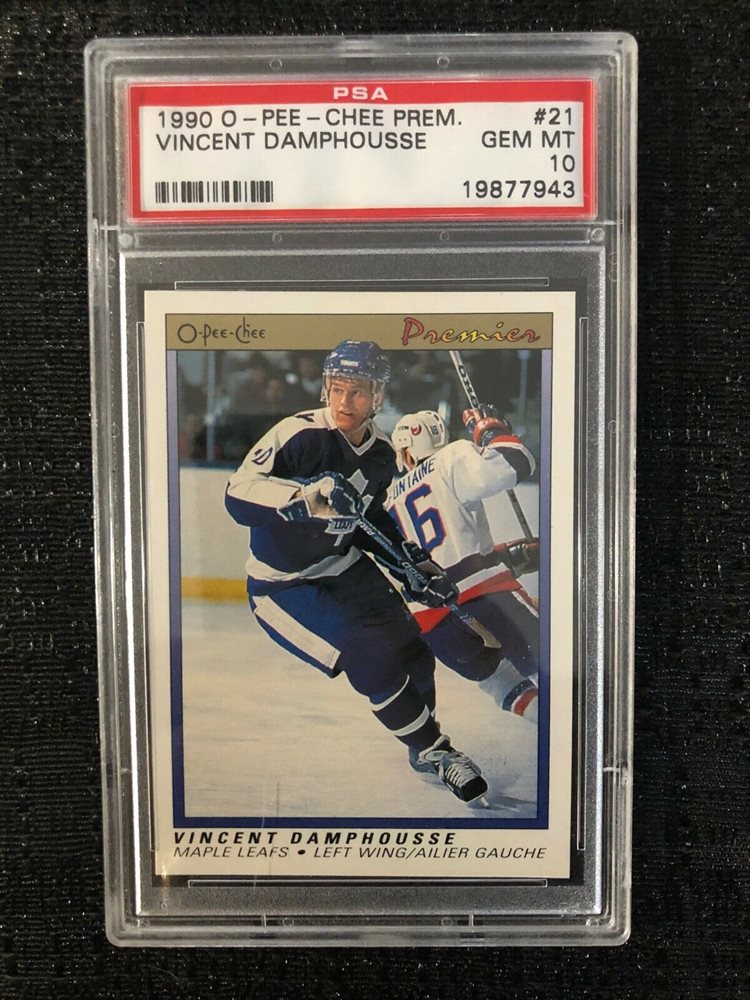 PSA
1990 O-PEE-CHEE PREM. #21
VINCENT DAMPHOUSSE GEM MT
10
19877943
O-Pee-Chee Premier
16
FONTAINE
16
VINCENT DAMPHOUSSE
MAPLE LEAFS • LEFT WING/AILIER GAUCHE